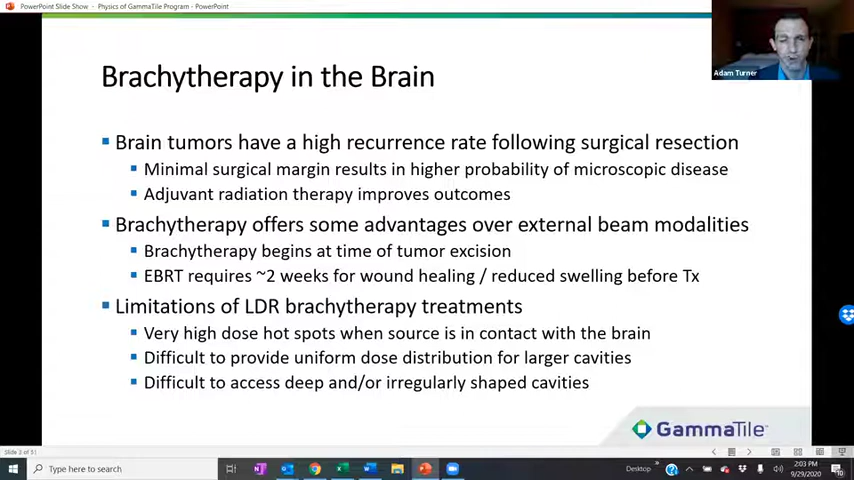 PowerPoint Slide Show - Physics of GammaTile Program - PowerPoint
Adam Turner
Brachytherapy in the Brain
Brain tumors have a high recurrence rate following surgical resection
Minimal surgical margin results in higher probability of microscopic disease
Adjuvant radiation therapy improves outcomes
Brachytherapy offers some advantages over external beam modalities
Brachytherapy begins at time of tumor excision
EBRT requires ~2 weeks for wound healing / reduced swelling before Tx
Limitations of LDR brachytherapy treatments
Very high dose hot spots when source is in contact with the brain
Difficult to provide uniform dose distribution for larger cavities
Difficult to access deep and/or irregularly shaped cavities
GammaTile
Type here to search
Desktop
2:03 PM
9/29/2020